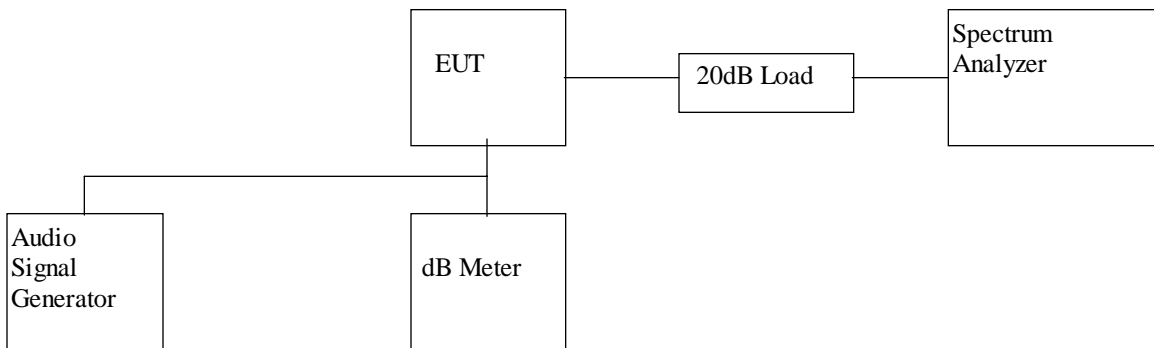 EUT
20dB Load
Spectrum
Analyzer
Audio
Signal
Generator
dB Meter